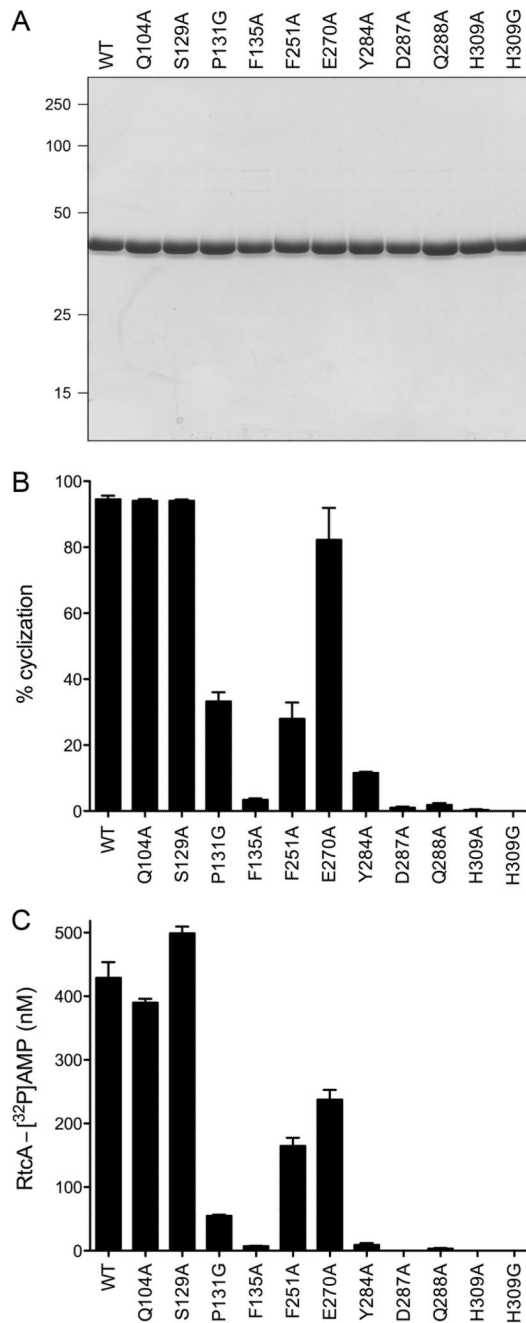 A
WT
Q104A
S129A
P131G
F135A
F251A
E270A
Y284A
D287A
Q288A
H309A
H309G
250
100
50
25
15
B
100
80
60
40
20
0
% cyclization
WT
Q104A
S129A
P131G
F135A
F251A
E270A
Y284A
D287A
Q288A
H309A
H309G
C
500
400
300
200
100
0
RtcA–[³²P]AMP (nM)
WT
Q104A
S129A
P131G
F135A
F251A
E270A
Y284A
D287A
Q288A
H309A
H309G